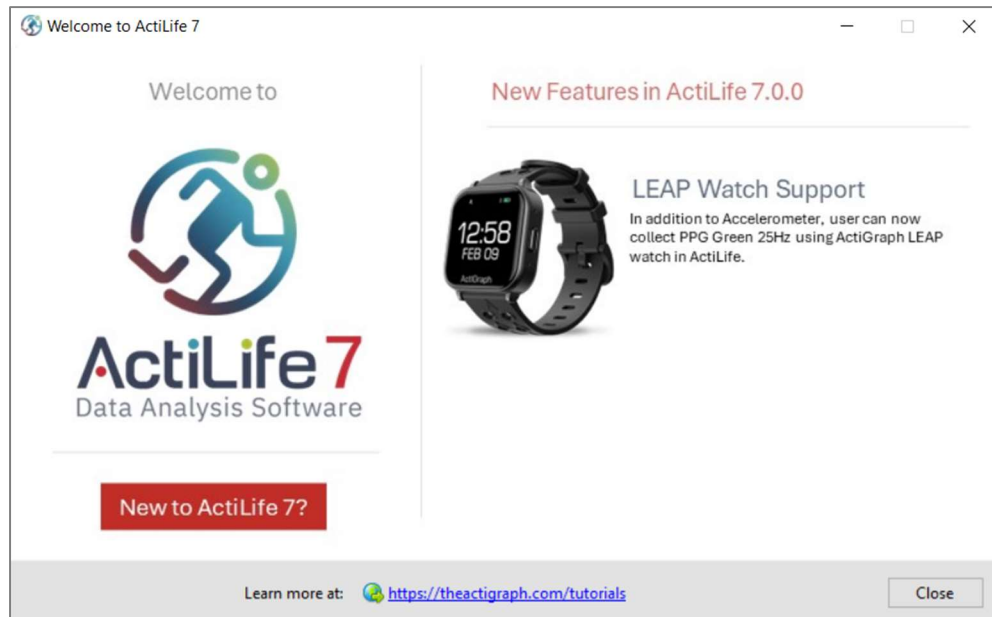 Welcome to ActiLife 7
Welcome to
ActiLife 7
Data Analysis Software
New to ActiLife 7?
New Features in ActiLife 7.0.0
12:58
FEB 09
ActiGraph
LEAP Watch Support
In addition to Accelerometer, user can now
collect PPG Green 25Hz using ActiGraph LEAP
watch in ActiLife.
Learn more at: https://theactigraph.com/tutorials
Close